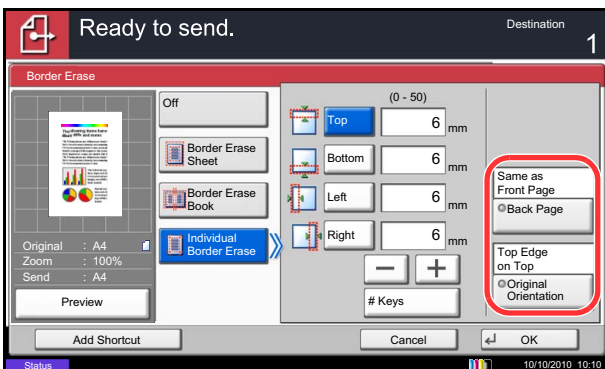 Ready to send.
Destination
1
Border Erase
Off
Border Erase
Sheet
Border Erase
Book
Individual
Border Erase
(0 - 50)
Top
6 mm
Bottom
6 mm
Left
6 mm
Right
6 mm
# Keys
Same as
Front Page
Back Page
Top Edge
on Top
Original
Orientation
Original : A4
Zoom : 100%
Send : A4
Preview
Add Shortcut
Cancel
OK
Status
10/10/2010 10:10